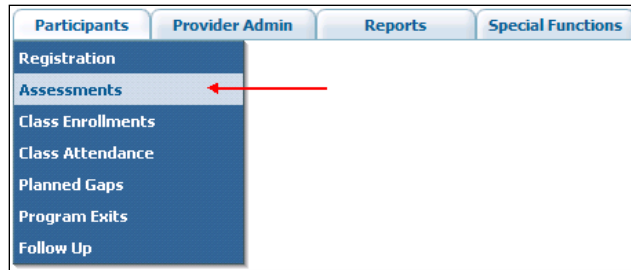 Participants Provider Admin Reports Special Functions
Registration
Assessments
Class Enrollments
Class Attendance
Planned Gaps
Program Exits
Follow Up